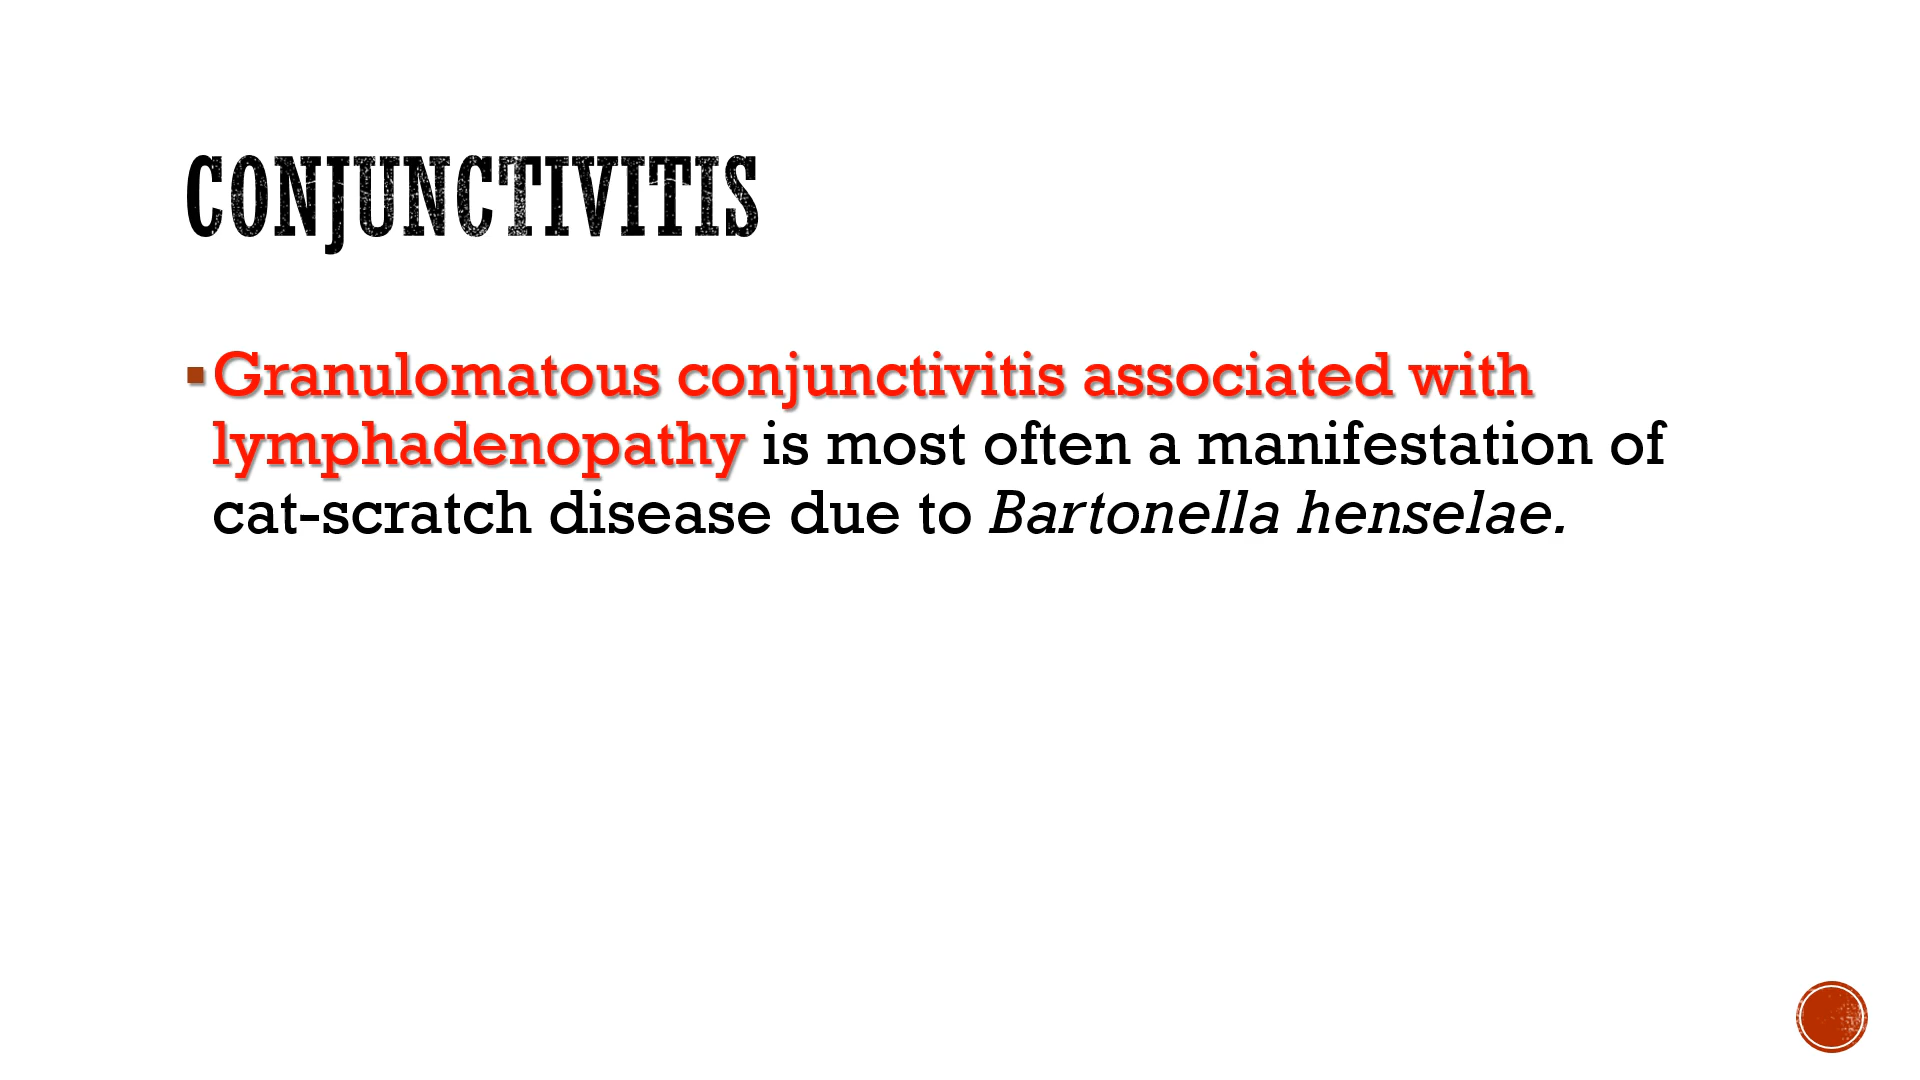 CONJUNCTIVITIS
▪Granulomatous conjunctivitis associated with
lymphadenopathy is most often a manifestation of
cat-scratch disease due to Bartonella henselae.